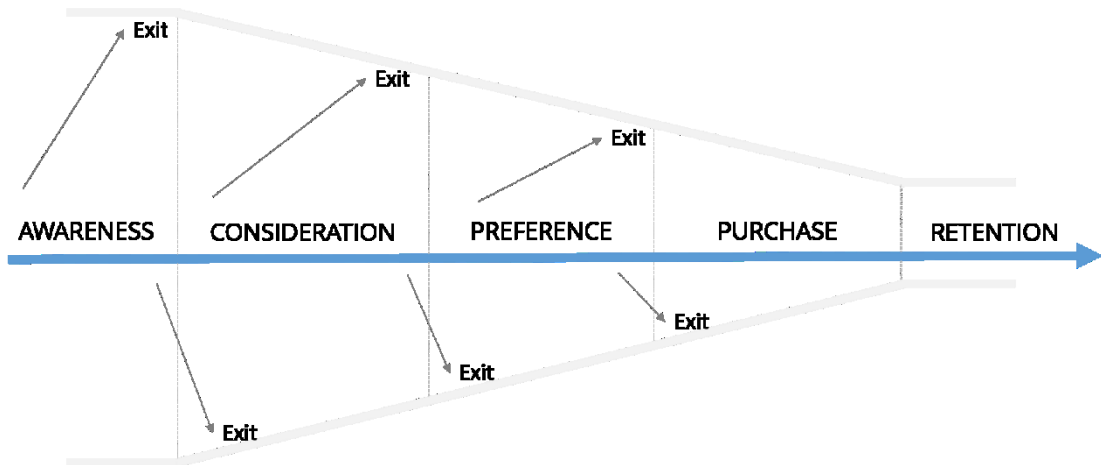 Exit
Exit
Exit
AWARENESS
CONSIDERATION
PREFERENCE
PURCHASE
RETENTION
Exit
Exit
Exit